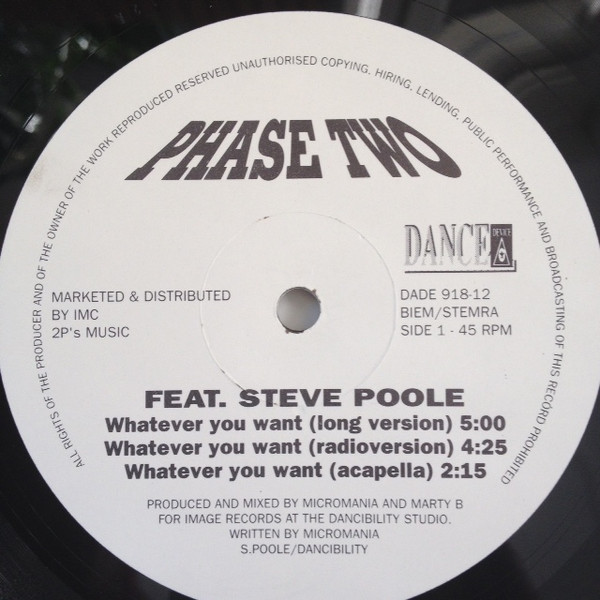 ALL RIGHTS OF THE PRODUCER AND OF THE OWNER OF THE WORK REPRODUCED RESERVED UNAUTHORISED COPYING, HIRING, LENDING, PUBLIC PERFORMANCE AND BROADCASTING OF THIS RECORD PROHIBITED
PHASE TWO
DANCE
DEVICE
MARKETED & DISTRIBUTED
BY IMC
2P's MUSIC
DADE 918-12
BIEM/STEMRA
SIDE 1 - 45 RPM
FEAT. STEVE POOLE
Whatever you want (long version) 5:00
Whatever you want (radioversion) 4:25
Whatever you want (acapella) 2:15
PRODUCED AND MIXED BY MICROMANIA AND MARTY B
FOR IMAGE RECORDS AT THE DANCIBILITY STUDIO.
WRITTEN BY MICROMANIA
S.POOLE/DANCIBILITY